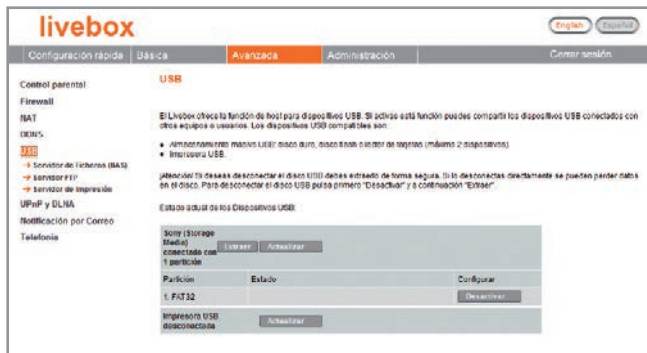 livebox
English Español
Configuración rápida Básica Avanzada Administración Cerrar sesión
Control parental
Firewall
NAT
DDNS
USB
Servidor de Ficheros (NAS)
Servidor FTP
Servidor de Impresión
UPnP y DLNA
Notificación por Correo
Telefonía
USB
El Livebox ofrece la función de host para dispositivos USB. Si activas está función puedes compartir los dispositivos USB conectados con
otros equipos o usuarios. Los dispositivos USB compatibles son:
Almacenamiento masivo USB: disco duro, disco flash o lector de tarjetas (máximo 2 dispositivos)
Impresora USB.
¡Atención! Si deseas desconectar el disco USB debes extraerlo de forma segura. Si lo desconectas directamente se pueden perder datos
en el disco. Para desconectar el disco USB pulsa primero "Desactivar" y a continuación "Extraer".
Estado actual de los Dispositivos USB:
Sony (Storage
Media)
conectado con
1 partición
Extraer Actualizar
Partición Estado Configurar
1. FAT32 Desactivar
Impresora USB
desconectada
Actualizar